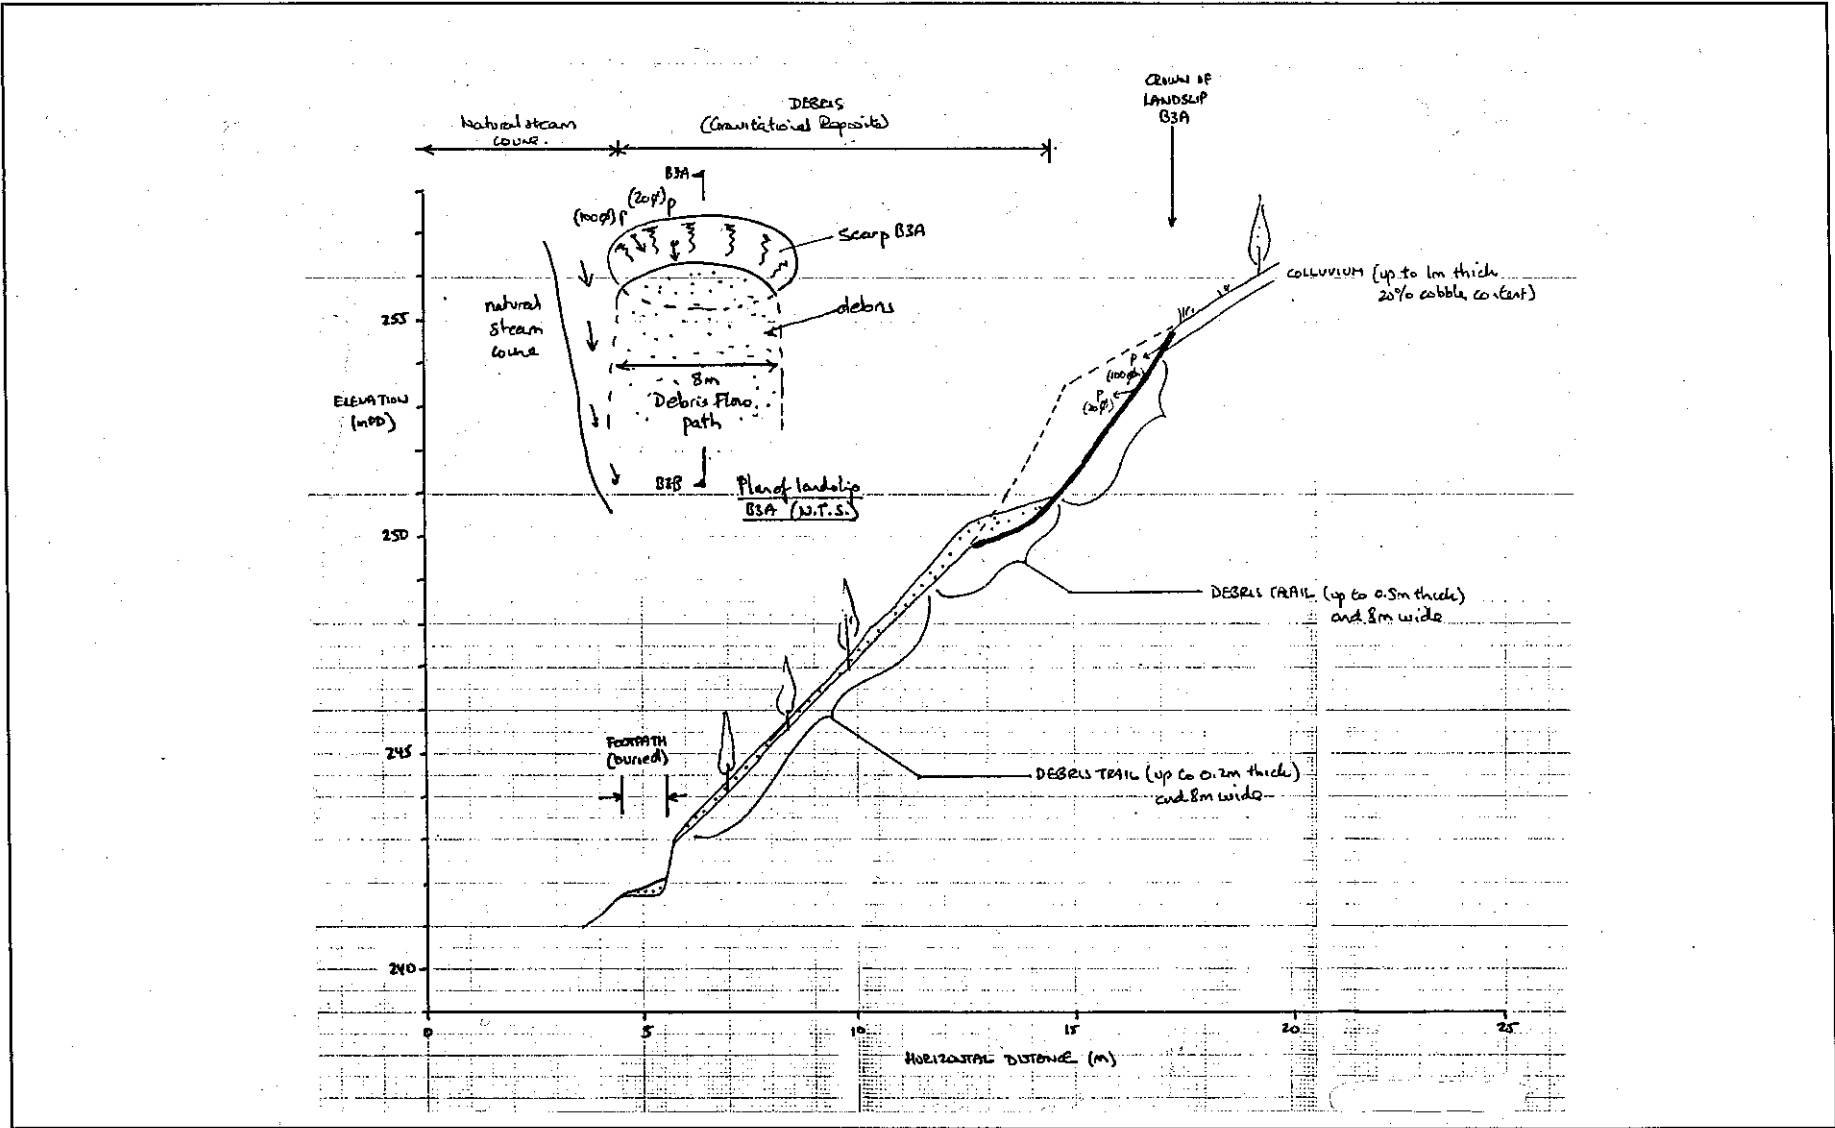 CROWN OF
LANDSLIP
B3A
DEBRIS
(Gravitational Deposits)
Natural steam
course.
B3A
(100ø)p
(20ø)p
Scarp B3A
COLLUVIUM (up to 1m thick
20% cobble content)
natural
steam
course
debris
255
8m
Debris Flow
path
ELEVATION
(mPD)
P
(100ø)
P
(20ø)
B3B
Plan of landslip
B3A (N.T.S.)
250
DEBRIS TRAIL (up to 0.5m thick)
and 8m wide
245
FOOTPATH
(buried)
DEBRIS TRAIL (up to 0.2m thick)
and 8m wide
240
0
5
10
15
20
25
HORIZONTAL DISTANCE (m)